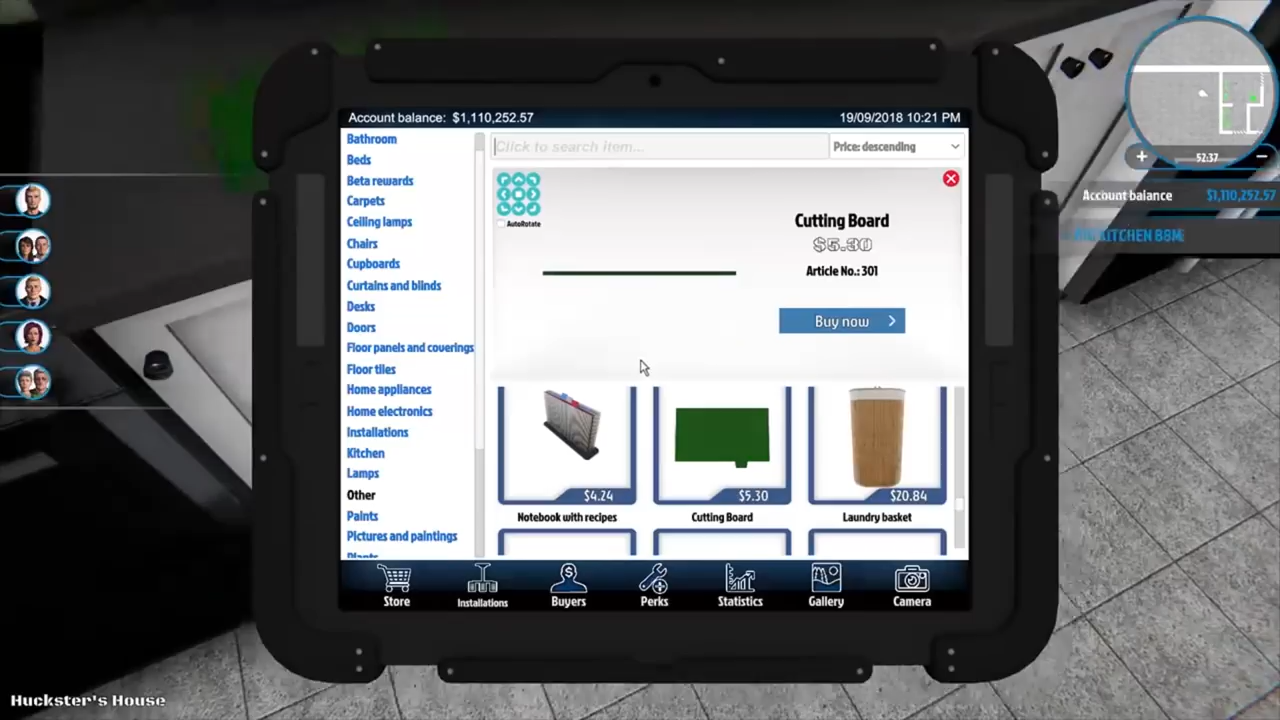 Account balance: $1,110,252.57
19/09/2018 10:21 PM
Bathroom
Beds
Beta rewards
Carpets
Ceiling lamps
Chairs
Cupboards
Curtains and blinds
Desks
Doors
Floor panels and coverings
Floor tiles
Home appliances
Home electronics
Installations
Kitchen
Lamps
Other
Paints
Pictures and paintings
Plants
Click to search item...
Price: descending
AutoRotate
Cutting Board
$5.30
Article No.: 301
Buy now
$4.24
$5.30
$20.84
Notebook with recipes
Cutting Board
Laundry basket
Store
Installations
Buyers
Perks
Statistics
Gallery
Camera
52:37
Account balance $1,110,252.57
KITCHEN 88M
Huckster's House